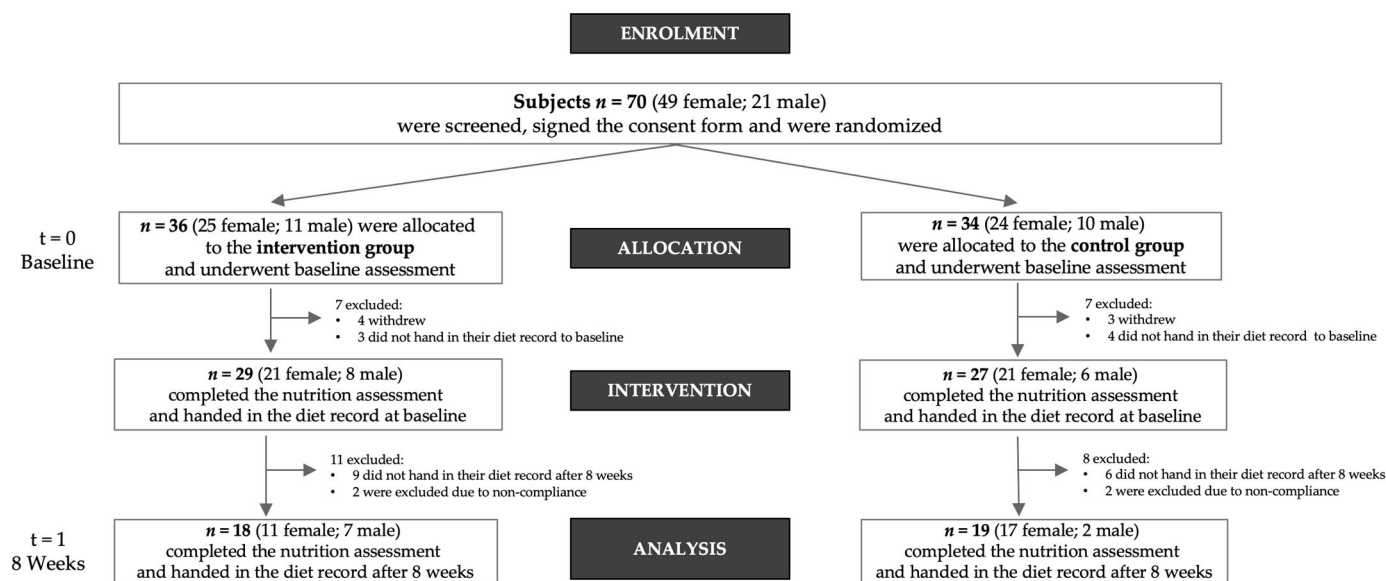 ENROLMENT
Subjects n = 70 (49 female; 21 male)
were screened, signed the consent form and were randomized
t = 0
Baseline
n = 36 (25 female; 11 male) were allocated
to the intervention group
and underwent baseline assessment
ALLOCATION
n = 34 (24 female; 10 male)
were allocated to the control group
and underwent baseline assessment
7 excluded:
• 4 withdrew
• 3 did not hand in their diet record to baseline
7 excluded:
• 3 withdrew
• 4 did not hand in their diet record to baseline
n = 29 (21 female; 8 male)
completed the nutrition assessment
and handed in the diet record at baseline
INTERVENTION
n = 27 (21 female; 6 male)
completed the nutrition assessment
and handed in the diet record at baseline
11 excluded:
• 9 did not hand in their diet record after 8 weeks
• 2 were excluded due to non-compliance
8 excluded:
• 6 did not hand in their diet record after 8 weeks
• 2 were excluded due to non-compliance
t = 1
8 Weeks
n = 18 (11 female; 7 male)
completed the nutrition assessment
and handed in the diet record after 8 weeks
ANALYSIS
n = 19 (17 female; 2 male)
completed the nutrition assessment
and handed in the diet record after 8 weeks